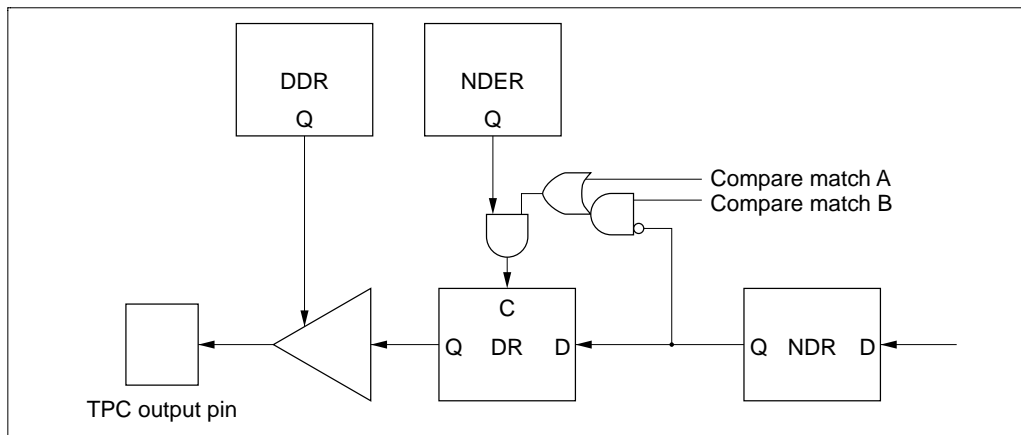 DDR
Q
NDER
Q
Compare match A
Compare match B
C
Q DR D
Q NDR D
TPC output pin